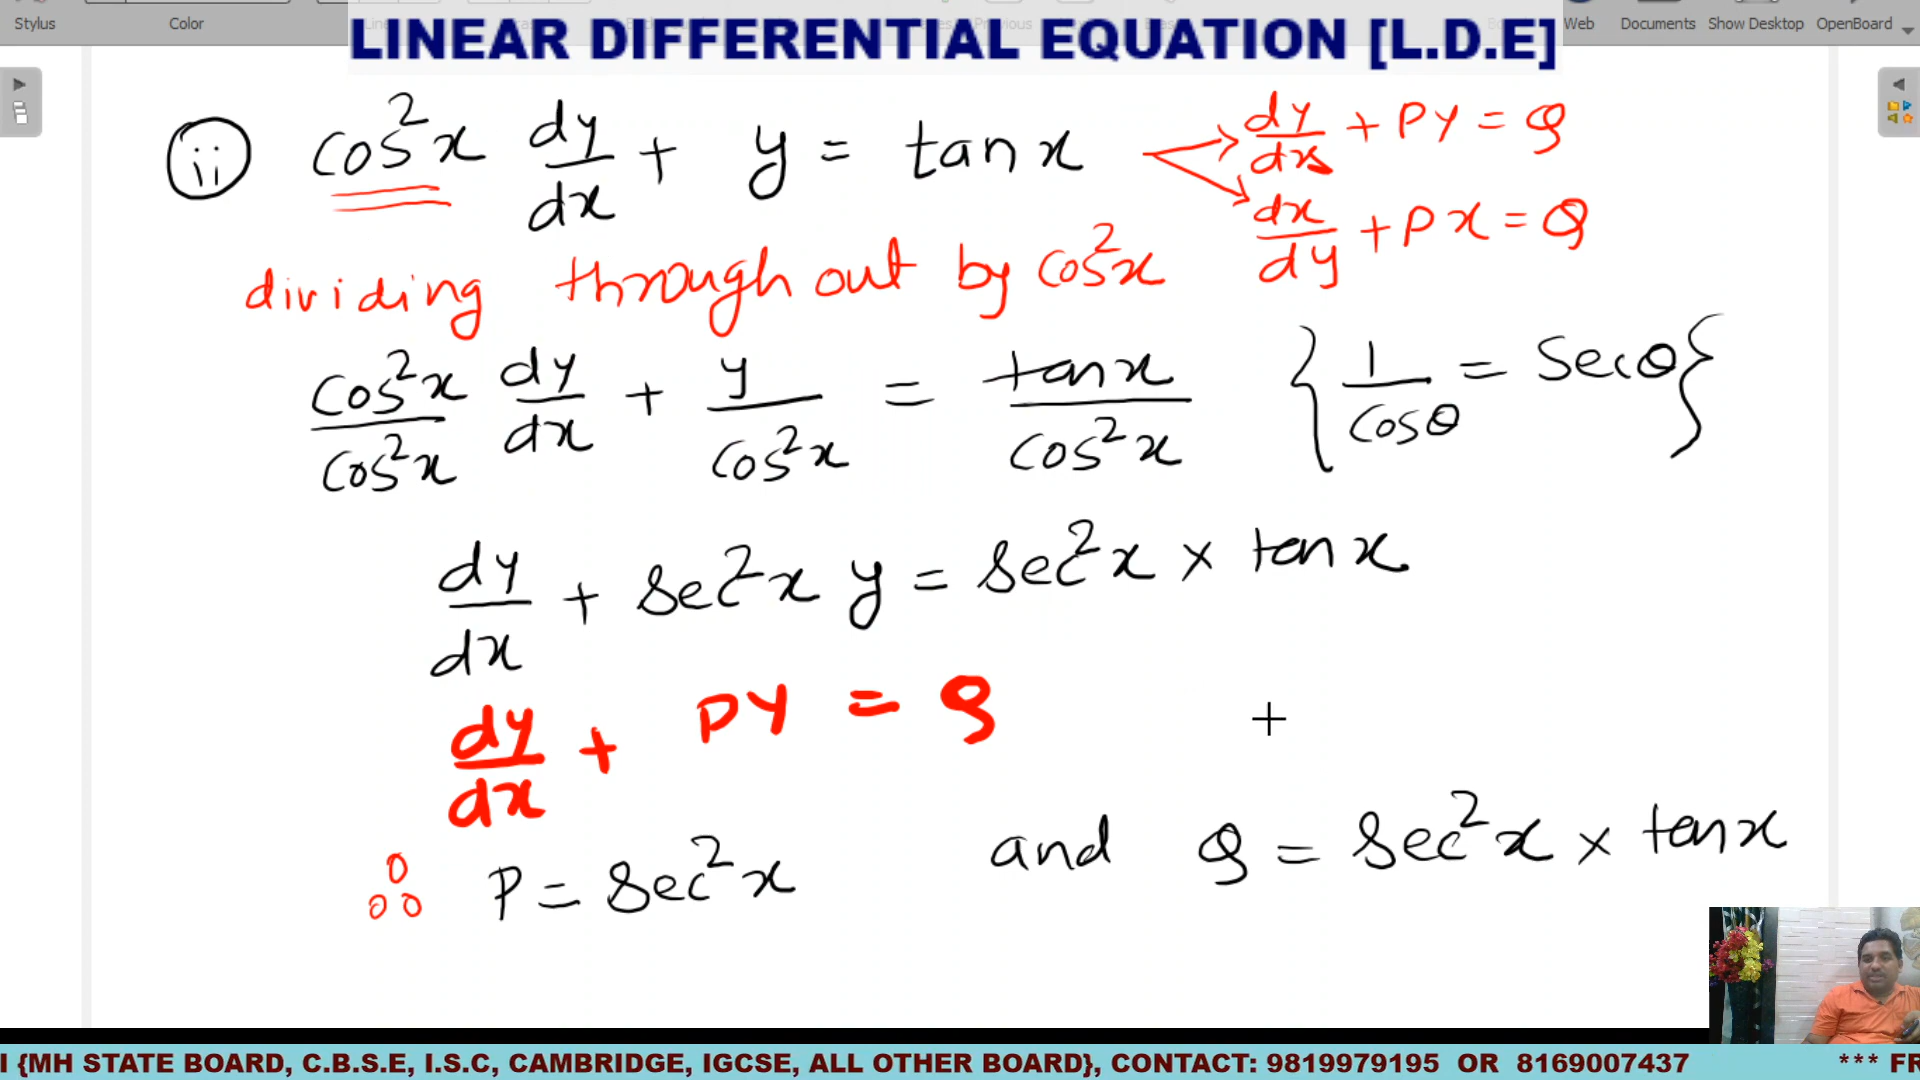 Stylus Color Web Documents Show Desktop OpenBoard
LINEAR DIFFERENTIAL EQUATION [L.D.E]
ii cos²x dy/dx + y = tan x
dy/dx + Py = Q
dx/dy + Px = Q
dividing through out by cos²x
cos²x/cos²x dy/dx + y/cos²x = tanx/cos²x {1/cosθ = Secθ}
dy/dx + Sec²x y = Sec²x × tanx
dy/dx + Py = Q
∴ P = Sec²x and Q = Sec²x × tanx
I {MH STATE BOARD, C.B.S.E, I.S.C, CAMBRIDGE, IGCSE, ALL OTHER BOARD}, CONTACT: 9819979195 OR 8169007437 *** FR